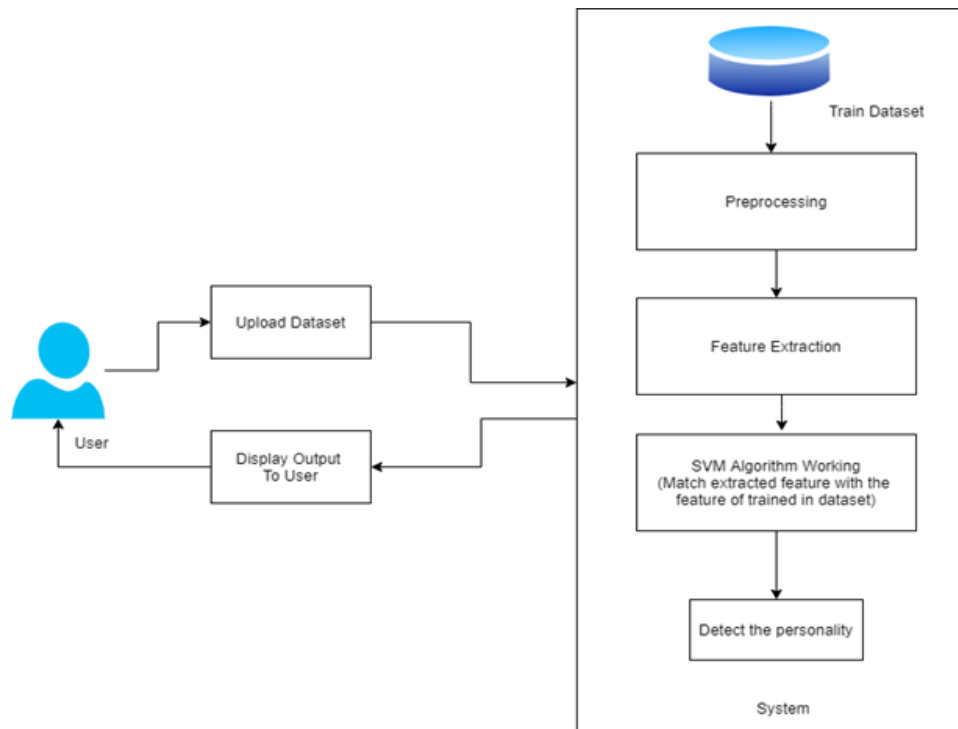 Train Dataset
Preprocessing
Upload Dataset
Feature Extraction
User
Display Output
To User
SVM Algorithm Working
(Match extracted feature with the
feature of trained in dataset)
Detect the personality
System